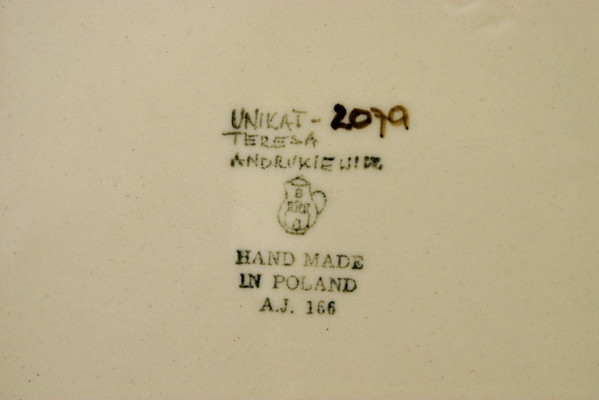 UNIKAT - 2079
TERESA
ANDRUKIEWICZ
HAND MADE
IN POLAND
A.J. 166